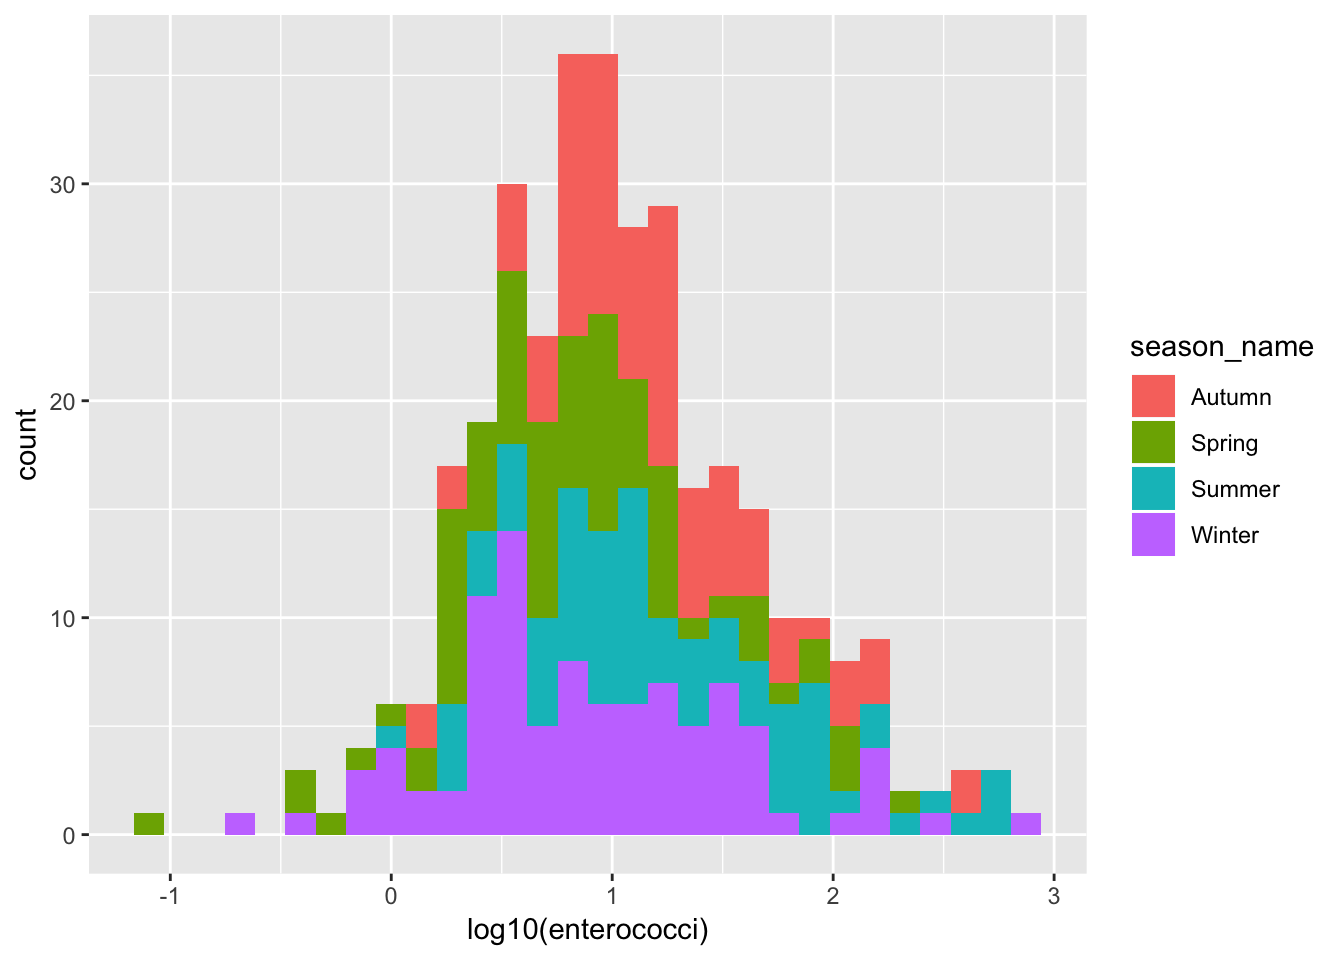 30
20
10
0
count
-1
0
1
2
3
log10(enterococci)
season_name
Autumn
Spring
Summer
Winter